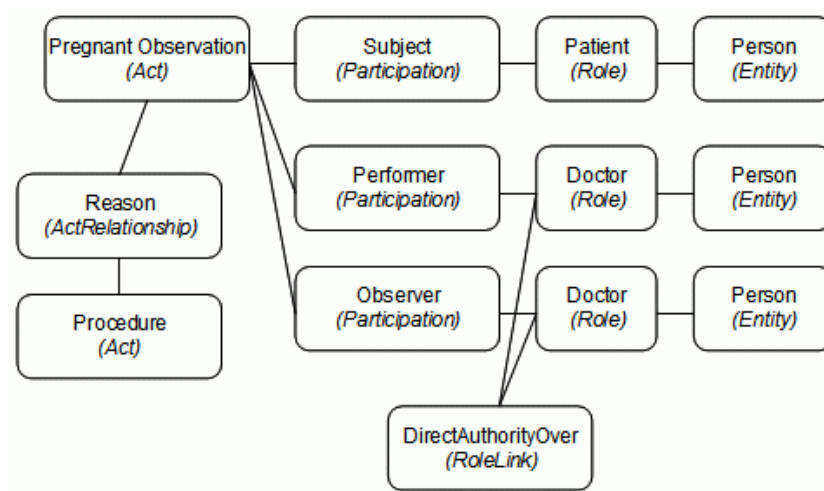 Pregnant Observation
(Act)
Subject
(Participation)
Patient
(Role)
Person
(Entity)
Reason
(ActRelationship)
Performer
(Participation)
Doctor
(Role)
Person
(Entity)
Procedure
(Act)
Observer
(Participation)
Doctor
(Role)
Person
(Entity)
DirectAuthorityOver
(RoleLink)